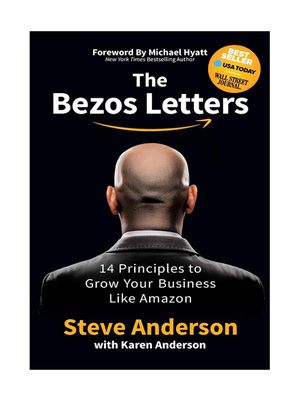 Foreword By Michael Hyatt
New York Times Bestselling Author
BEST
SELLER
USA TODAY
WALL STREET
JOURNAL
The
Bezos Letters
14 Principles to
Grow Your Business
Like Amazon
Steve Anderson
with Karen Anderson